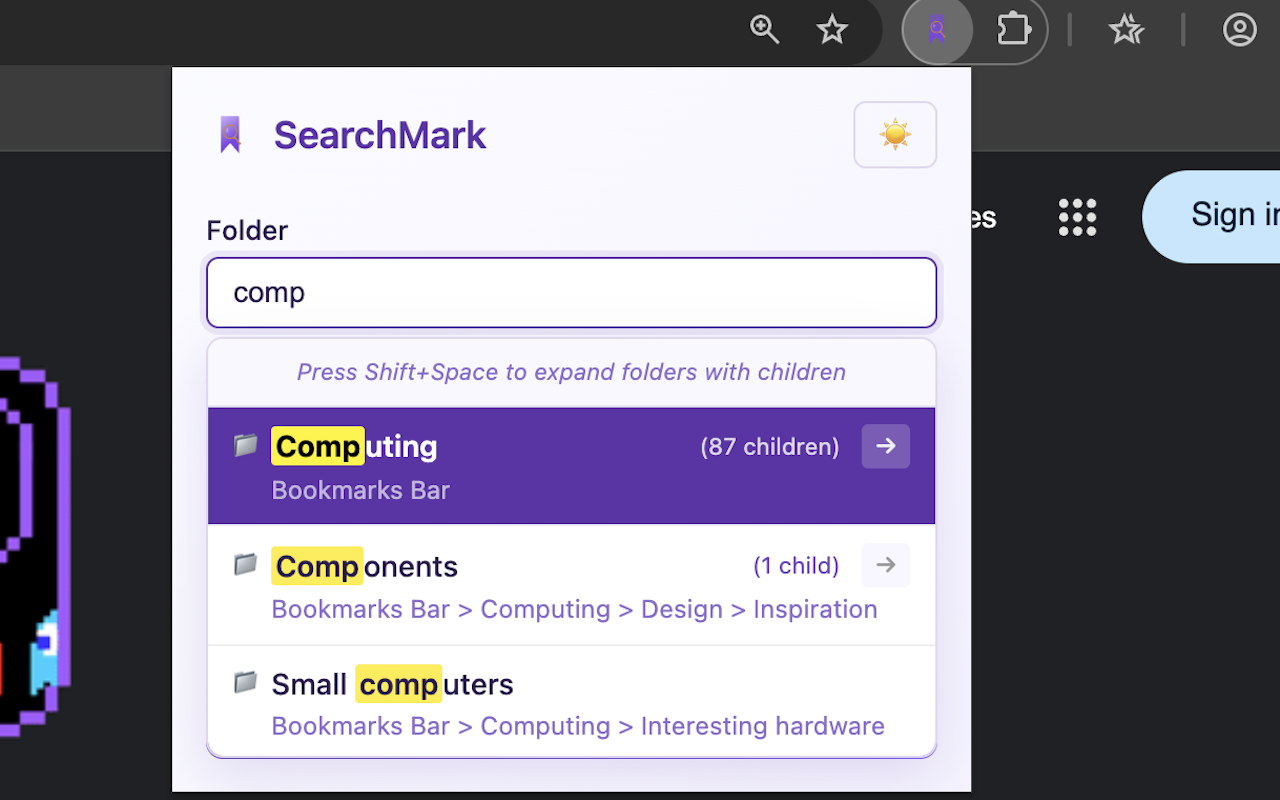 SearchMark
es
Sign in
Folder
comp
Press Shift+Space to expand folders with children
Computing (87 children)
Bookmarks Bar
Components (1 child)
Bookmarks Bar > Computing > Design > Inspiration
Small computers
Bookmarks Bar > Computing > Interesting hardware